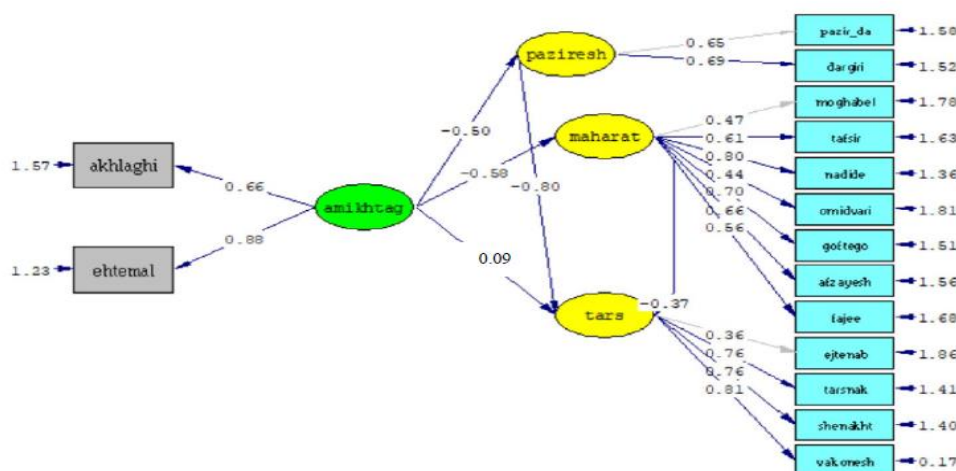 pazir_da
1.58
0.65
paziresh
0.69
dargiri
1.52
moghabel
1.78
0.47
-0.50
maharat
0.61
tafsir
1.63
0.80
1.57
akhlaghi
nadide
1.36
0.44
-0.58
0.66
-0.80
0.70
omidvari
1.81
amikhtag
0.66
0.56
goftego
1.51
0.88
0.09
1.23
ehtemal
afzayesh
1.56
-0.37
tars
fajee
1.68
0.36
ejtenab
1.86
0.76
tarsnak
1.41
0.76
0.81
shenakht
1.40
vakonesh
0.17